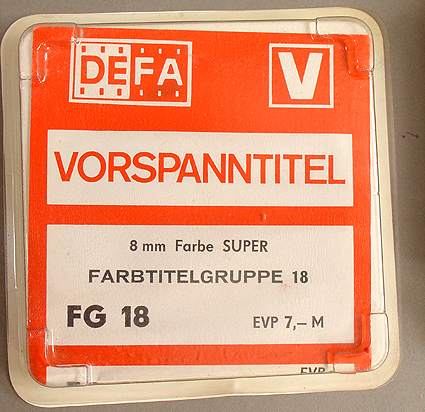 DEFA V
VORSPANNTITEL
8 mm Farbe SUPER
FARBTITELGRUPPE 18
FG 18 EVP 7,– M
EVP